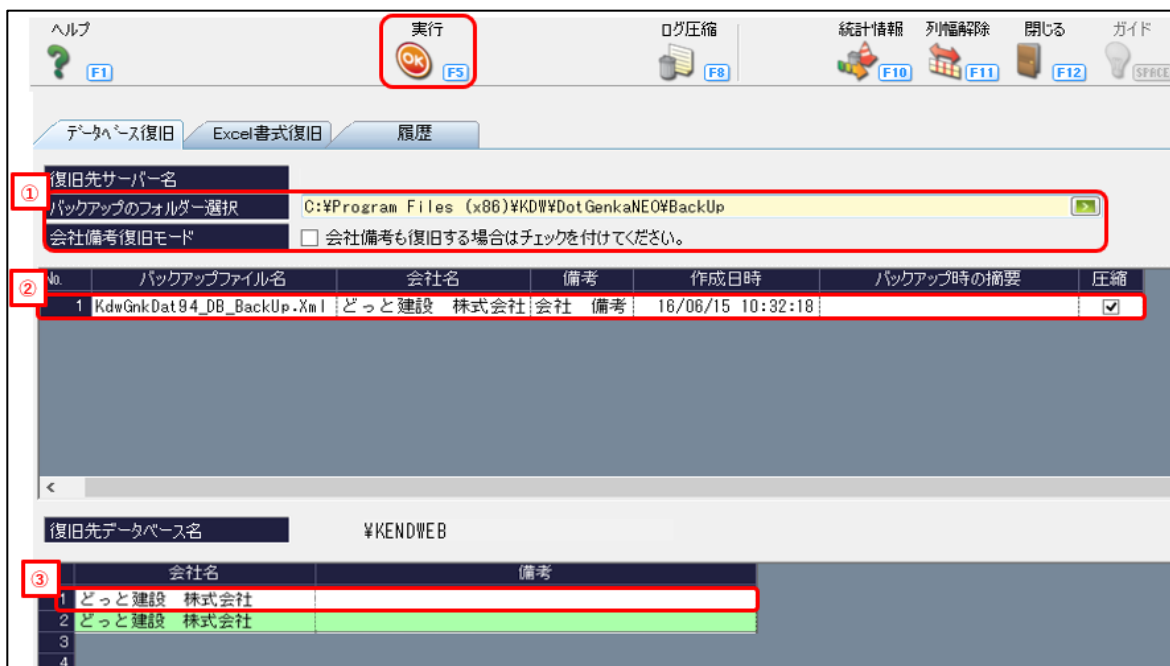 ヘルプ 実行 ログ圧縮 統計情報 列幅解除 閉じる ガイド
F1 OK F5 F8 F10 F11 F12 SPACE
データベース復旧 Excel書式復旧 履歴
復旧先サーバー名
①
バックアップのフォルダー選択 C:¥Program Files (x86)¥KDW¥DotGenkaNEO¥BackUp
会社備考復旧モード 会社備考も復旧する場合はチェックを付けてください。
②
No. バックアップファイル名 会社名 備考 作成日時 バックアップ時の摘要 圧縮
1 KdwGnkDat94_DB_BackUp.Xml どっと建設 株式会社 会社 備考 16/06/15 10:32:18
復旧先データベース名 ¥KENDWEB
③
会社名 備考
1 どっと建設 株式会社
2 どっと建設 株式会社
3
4